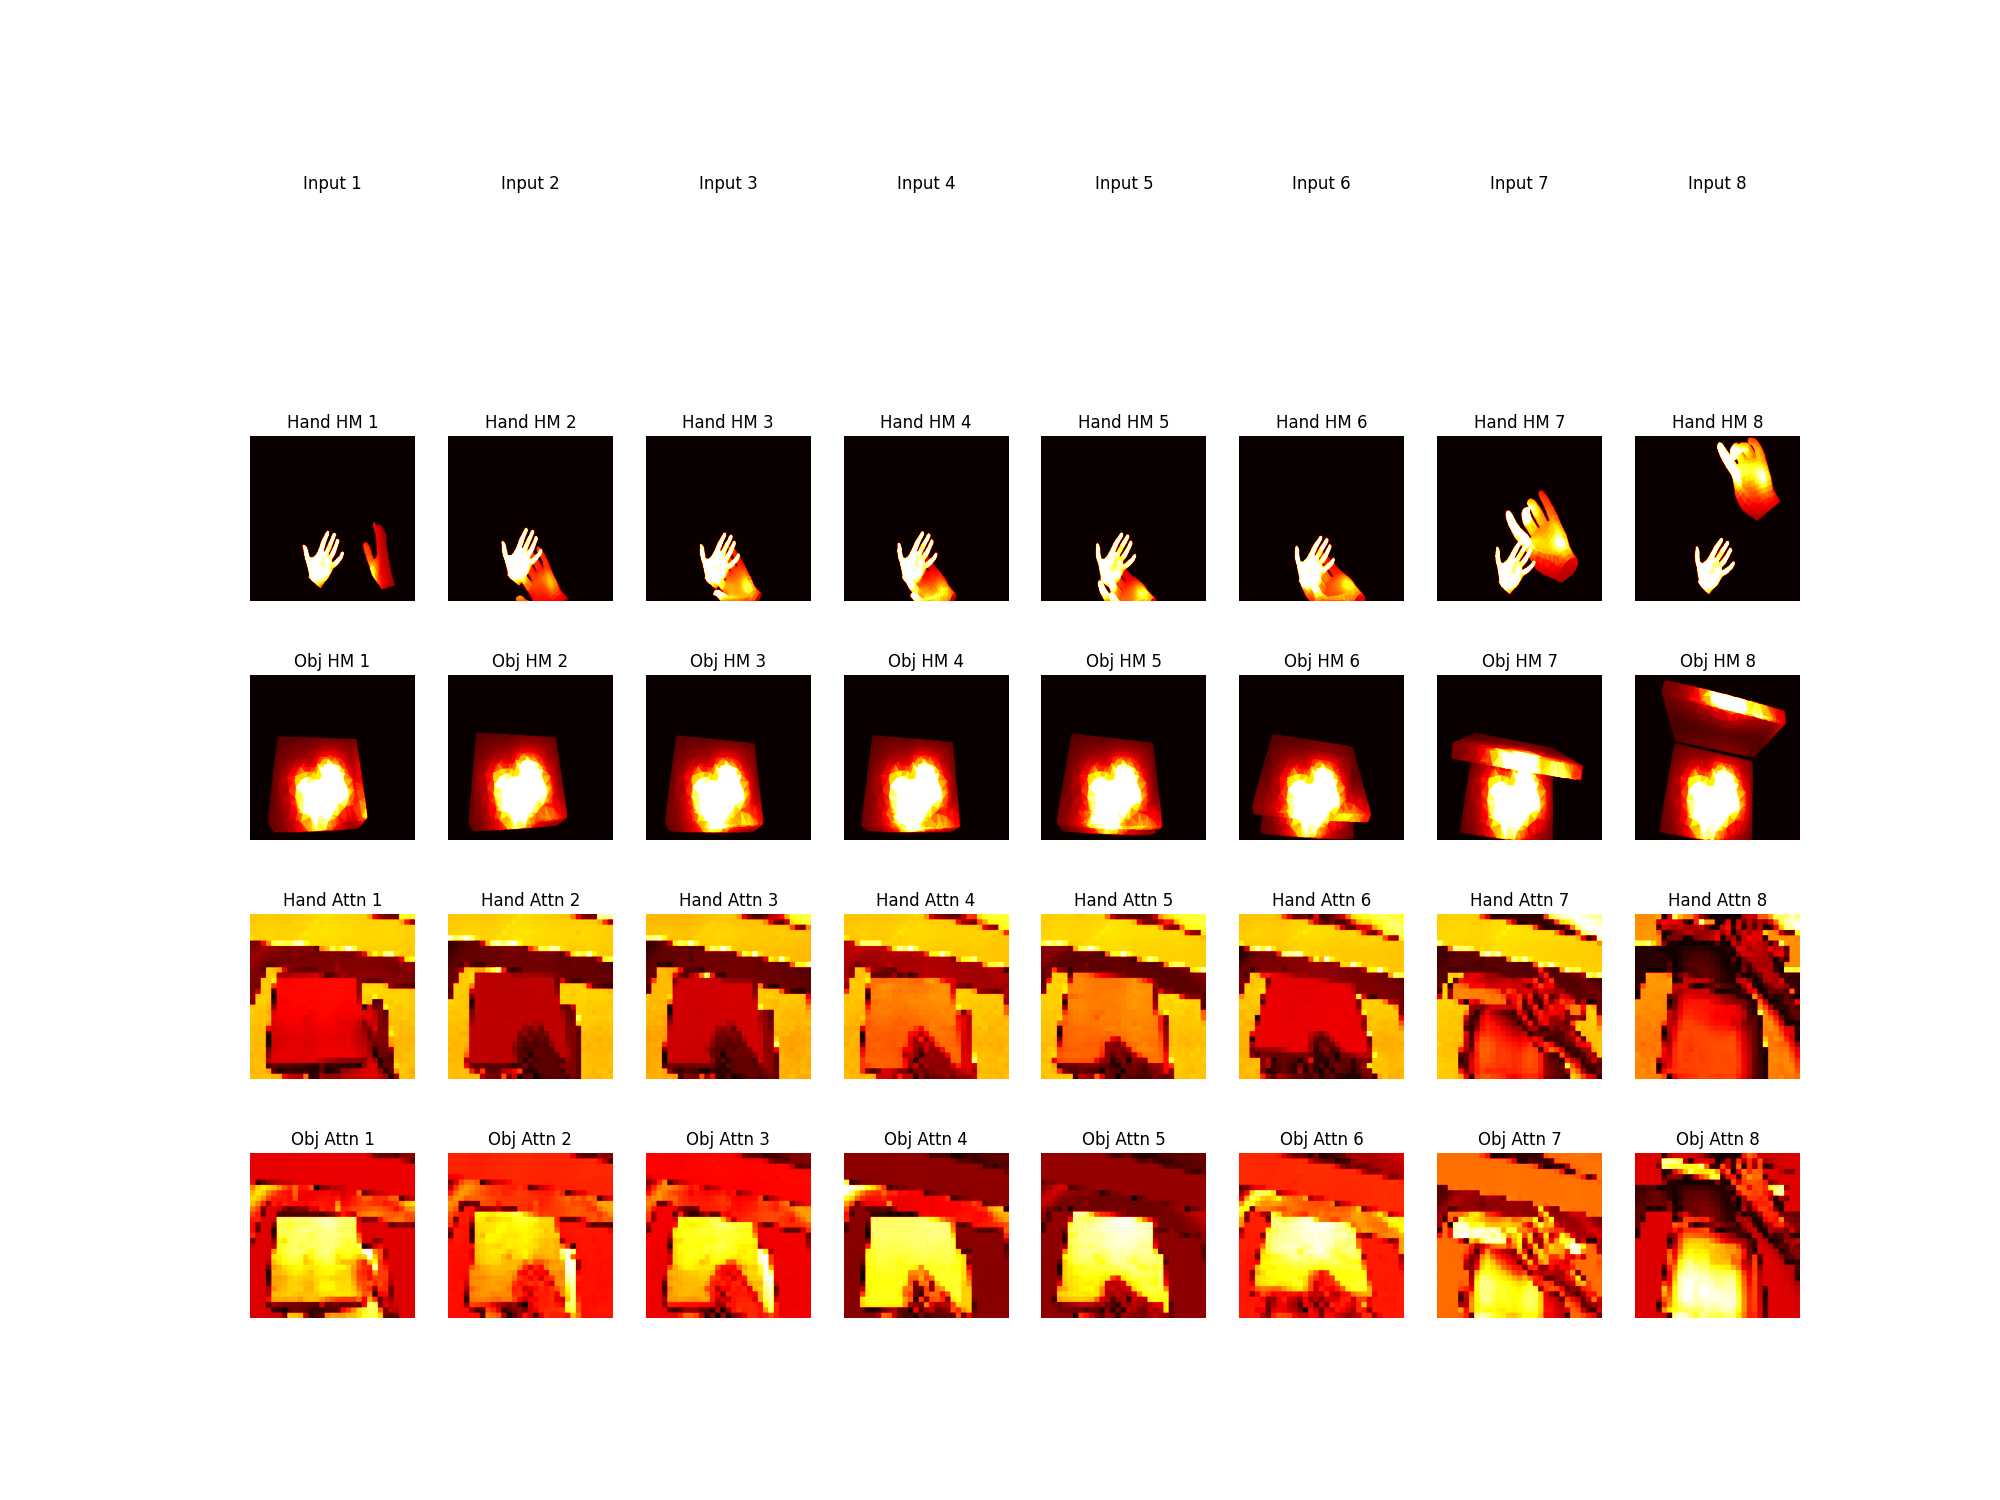 Input 1 Input 2 Input 3 Input 4 Input 5 Input 6 Input 7 Input 8
Hand HM 1 Hand HM 2 Hand HM 3 Hand HM 4 Hand HM 5 Hand HM 6 Hand HM 7 Hand HM 8
Obj HM 1 Obj HM 2 Obj HM 3 Obj HM 4 Obj HM 5 Obj HM 6 Obj HM 7 Obj HM 8
Hand Attn 1 Hand Attn 2 Hand Attn 3 Hand Attn 4 Hand Attn 5 Hand Attn 6 Hand Attn 7 Hand Attn 8
Obj Attn 1 Obj Attn 2 Obj Attn 3 Obj Attn 4 Obj Attn 5 Obj Attn 6 Obj Attn 7 Obj Attn 8